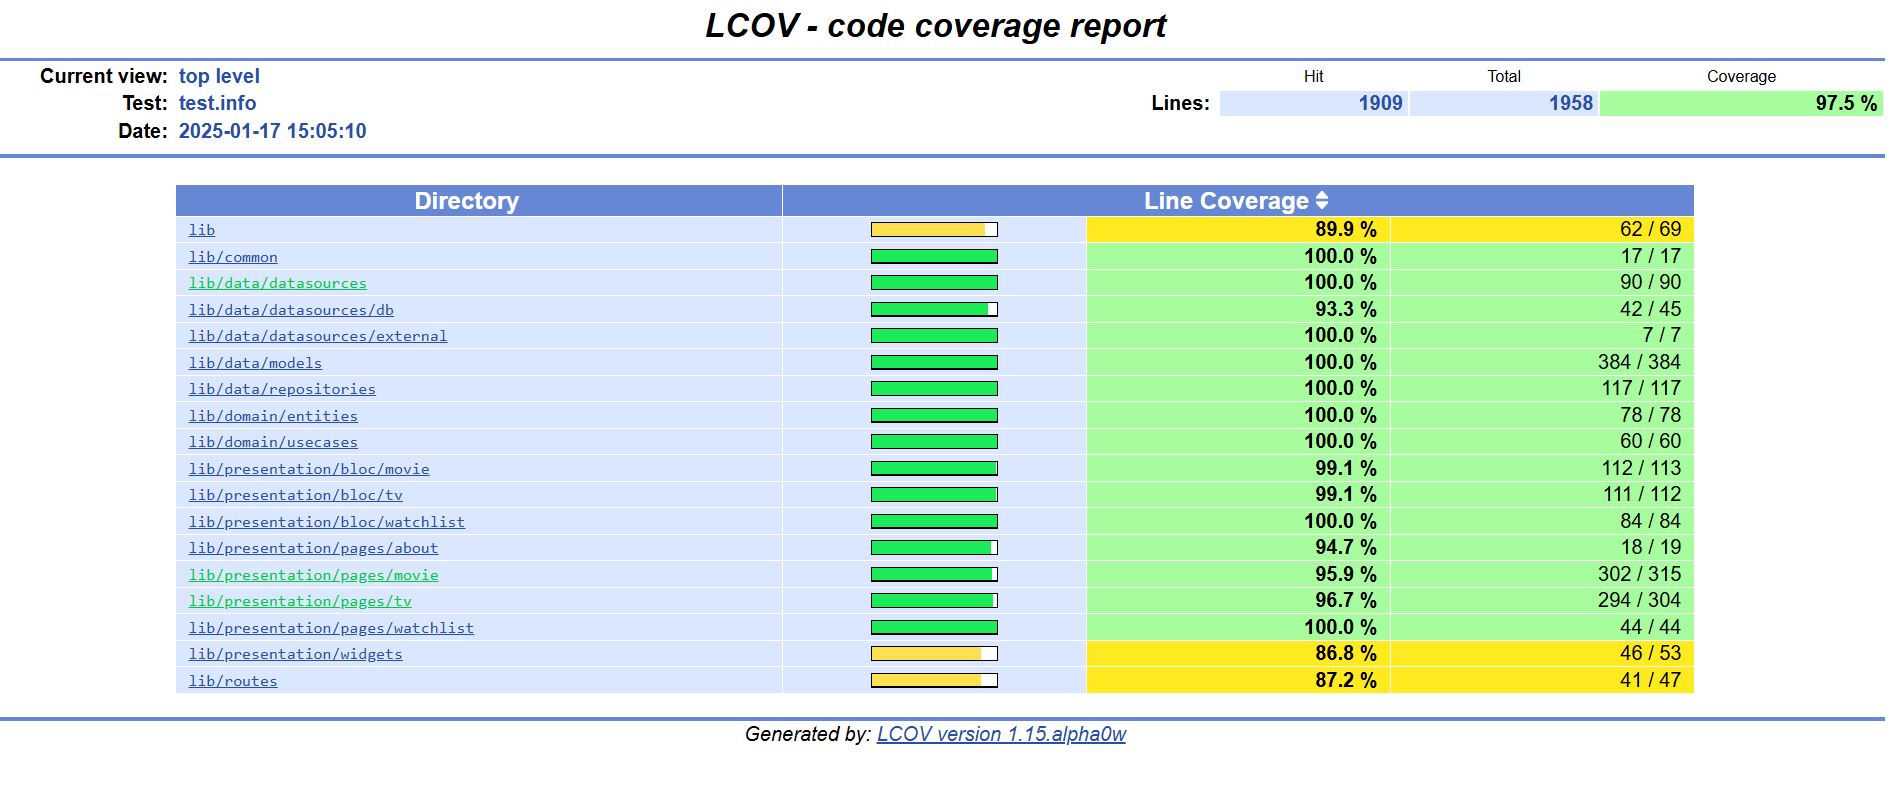 LCOV - code coverage report
Current view: top level Hit Total Coverage
Test: test.info Lines: 1909 1958 97.5 %
Date: 2025-01-17 15:05:10
Directory Line Coverage
lib 89.9 % 62 / 69
lib/common 100.0 % 17 / 17
lib/data/datasources 100.0 % 90 / 90
lib/data/datasources/db 93.3 % 42 / 45
lib/data/datasources/external 100.0 % 7 / 7
lib/data/models 100.0 % 384 / 384
lib/data/repositories 100.0 % 117 / 117
lib/domain/entities 100.0 % 78 / 78
lib/domain/usecases 100.0 % 60 / 60
lib/presentation/bloc/movie 99.1 % 112 / 113
lib/presentation/bloc/tv 99.1 % 111 / 112
lib/presentation/bloc/watchlist 100.0 % 84 / 84
lib/presentation/pages/about 94.7 % 18 / 19
lib/presentation/pages/movie 95.9 % 302 / 315
lib/presentation/pages/tv 96.7 % 294 / 304
lib/presentation/pages/watchlist 100.0 % 44 / 44
lib/presentation/widgets 86.8 % 46 / 53
lib/routes 87.2 % 41 / 47
Generated by: LCOV version 1.15.alpha0w